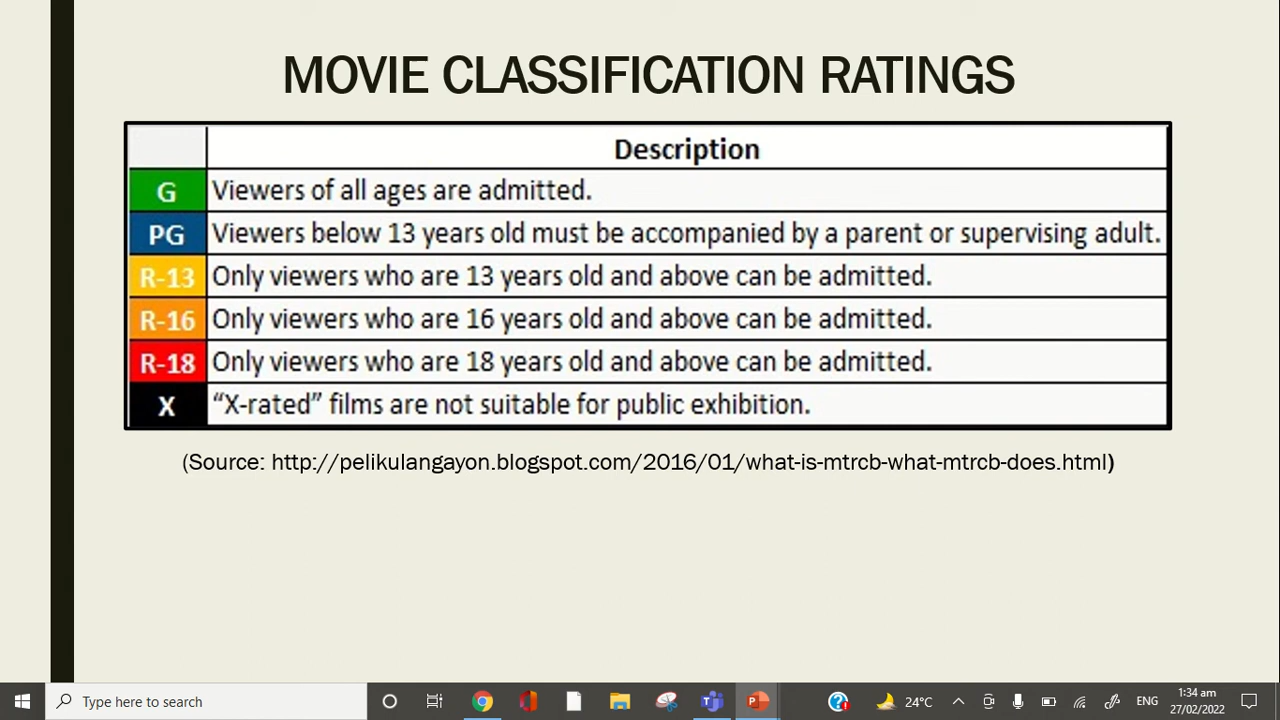 MOVIE CLASSIFICATION RATINGS
Description
G Viewers of all ages are admitted.
PG Viewers below 13 years old must be accompanied by a parent or supervising adult.
R-13 Only viewers who are 13 years old and above can be admitted.
R-16 Only viewers who are 16 years old and above can be admitted.
R-18 Only viewers who are 18 years old and above can be admitted.
X “X-rated” films are not suitable for public exhibition.
(Source: http://pelikulangayon.blogspot.com/2016/01/what-is-mtrcb-what-mtrcb-does.html)
Type here to search
24°C
ENG
1:34 am
27/02/2022